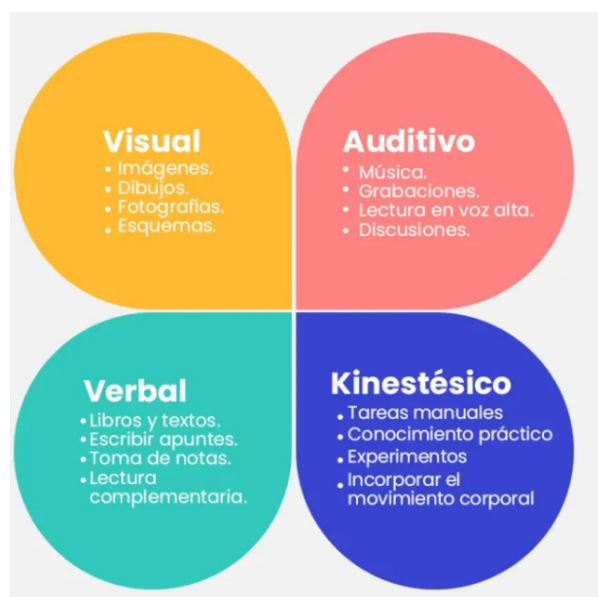 Visual
• Imágenes.
• Dibujos.
• Fotografías.
• Esquemas.
Auditivo
• Música.
• Grabaciones.
• Lectura en voz alta.
• Discusiones.
Verbal
• Libros y textos.
• Escribir apuntes.
• Toma de notas.
• Lectura
complementaria.
Kinestésico
• Tareas manuales
• Conocimiento práctico
• Experimentos
• Incorporar el
movimiento corporal